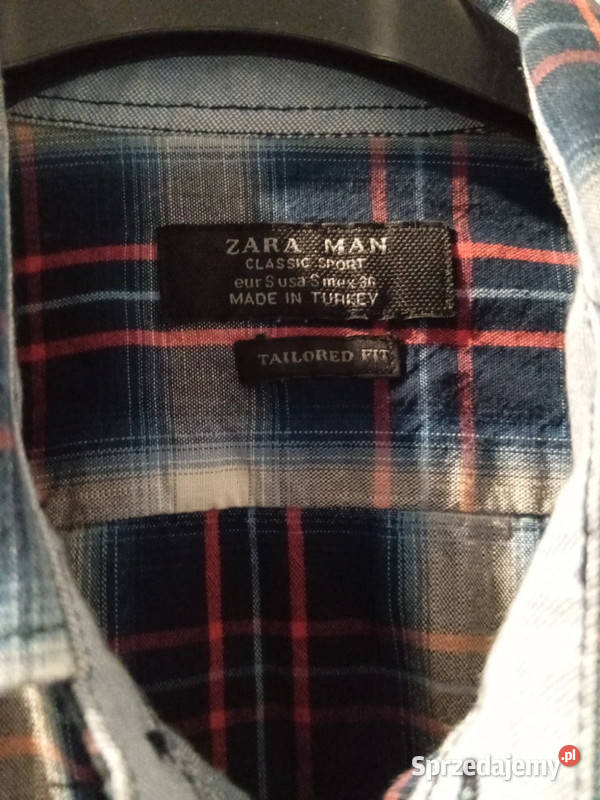 ZARA MAN
CLASSIC SPORT
eur S usa S mex 36
MADE IN TURKEY
TAILORED FIT
Sprzedajemy.pl